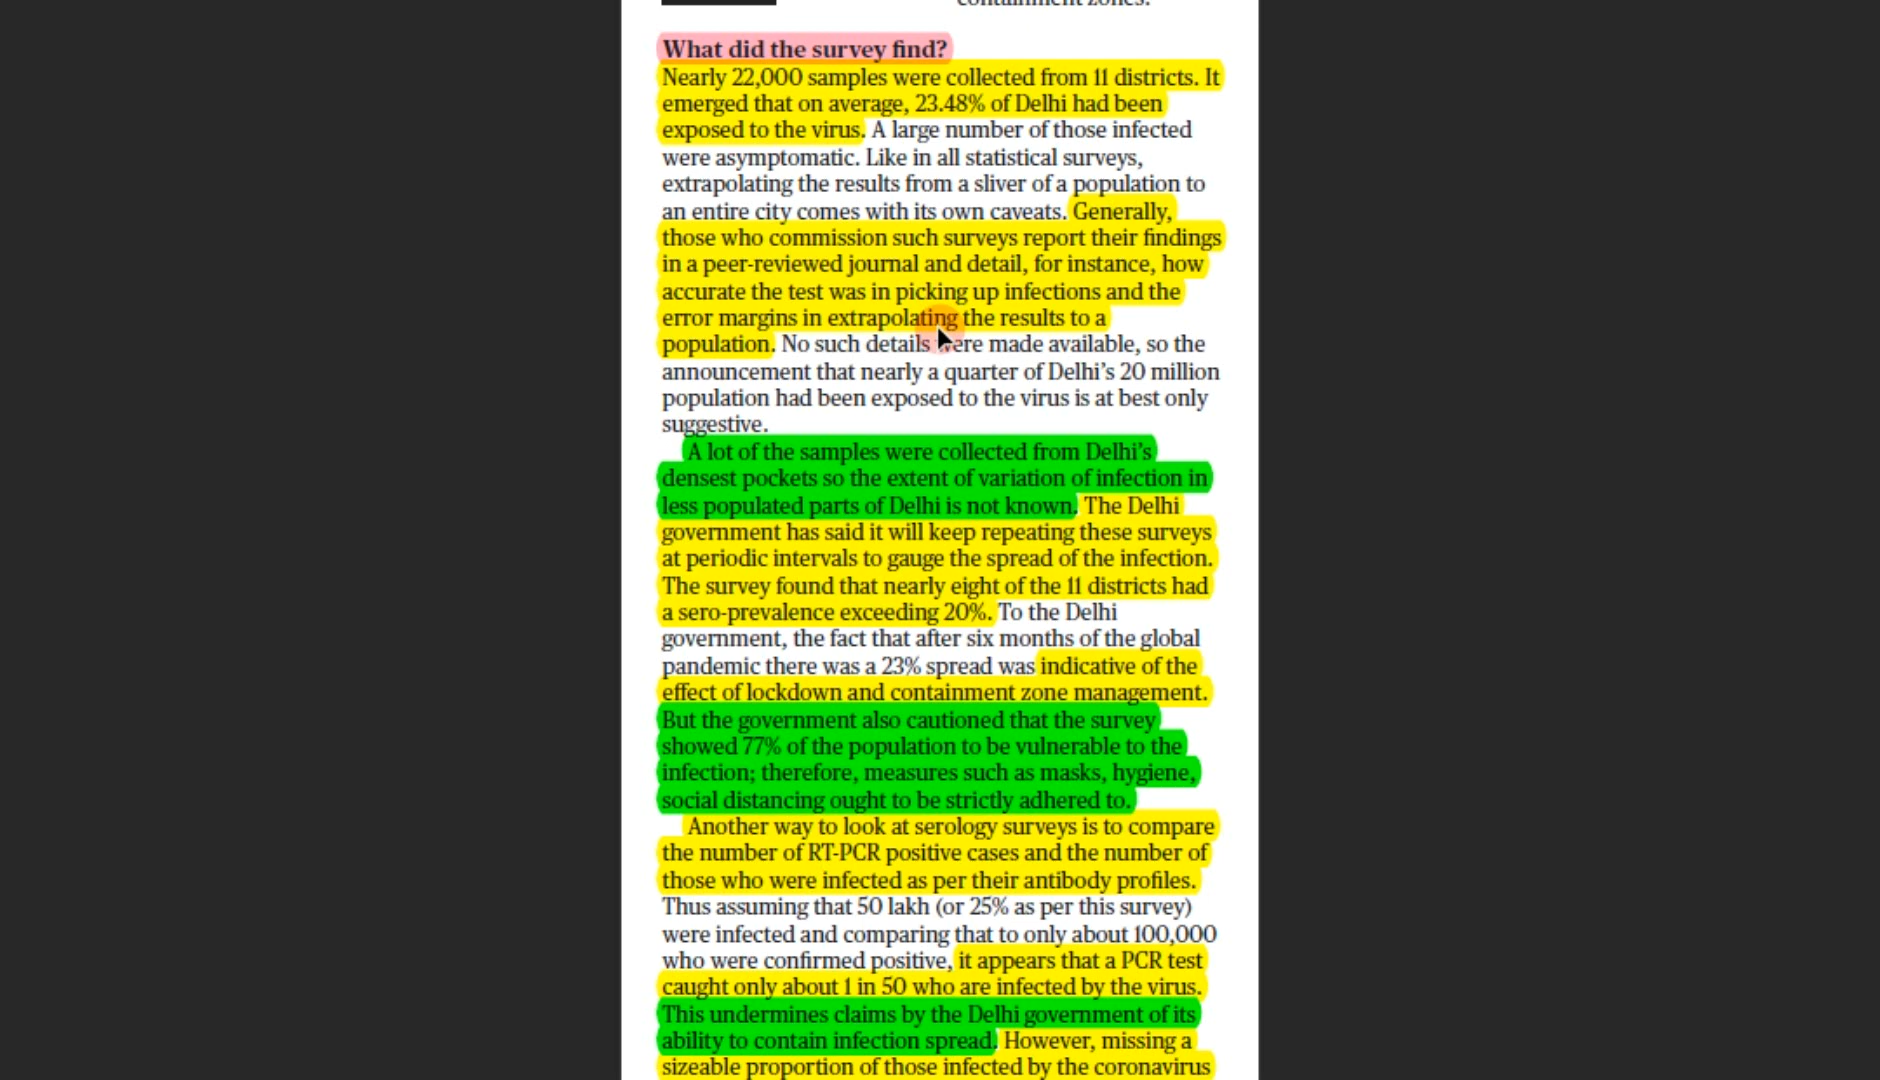 containment zones.
What did the survey find?
Nearly 22,000 samples were collected from 11 districts. It
emerged that on average, 23.48% of Delhi had been
exposed to the virus. A large number of those infected
were asymptomatic. Like in all statistical surveys,
extrapolating the results from a sliver of a population to
an entire city comes with its own caveats. Generally,
those who commission such surveys report their findings
in a peer-reviewed journal and detail, for instance, how
accurate the test was in picking up infections and the
error margins in extrapolating the results to a
population. No such details were made available, so the
announcement that nearly a quarter of Delhi’s 20 million
population had been exposed to the virus is at best only
suggestive.
A lot of the samples were collected from Delhi’s
densest pockets so the extent of variation of infection in
less populated parts of Delhi is not known. The Delhi
government has said it will keep repeating these surveys
at periodic intervals to gauge the spread of the infection.
The survey found that nearly eight of the 11 districts had
a sero-prevalence exceeding 20%. To the Delhi
government, the fact that after six months of the global
pandemic there was a 23% spread was indicative of the
effect of lockdown and containment zone management.
But the government also cautioned that the survey
showed 77% of the population to be vulnerable to the
infection; therefore, measures such as masks, hygiene,
social distancing ought to be strictly adhered to.
Another way to look at serology surveys is to compare
the number of RT-PCR positive cases and the number of
those who were infected as per their antibody profiles.
Thus assuming that 50 lakh (or 25% as per this survey)
were infected and comparing that to only about 100,000
who were confirmed positive, it appears that a PCR test
caught only about 1 in 50 who are infected by the virus.
This undermines claims by the Delhi government of its
ability to contain infection spread. However, missing a
sizeable proportion of those infected by the coronavirus